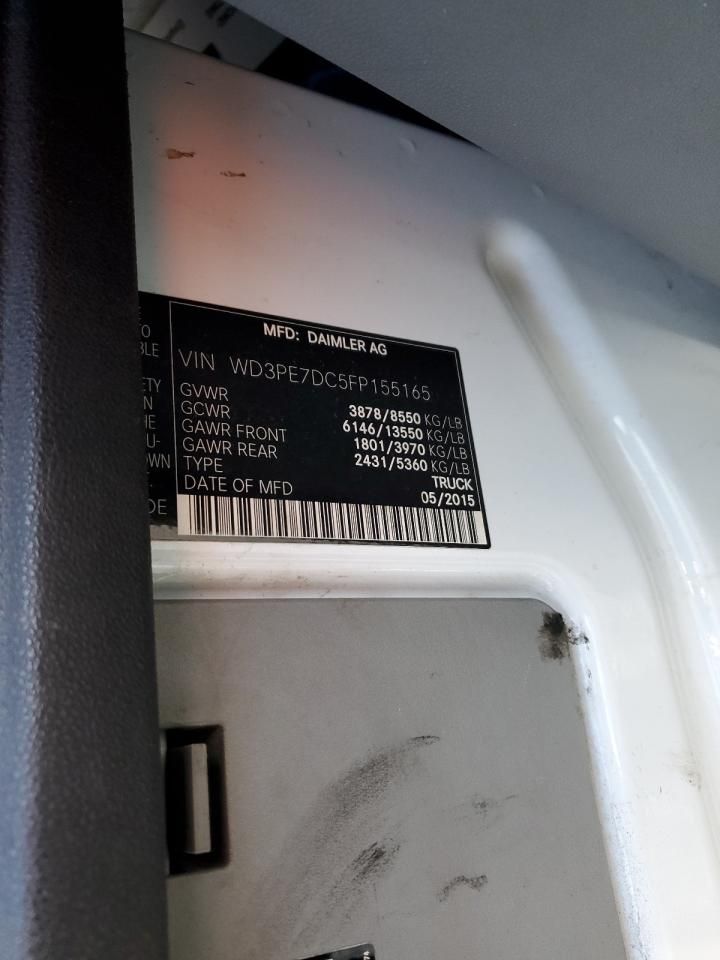 MFD: DAIMLER AG
VIN WD3PE7DC5FP155165
GVWR 3878/8550 KG/LB
GCWR 6146/13550 KG/LB
GAWR FRONT 1801/3970 KG/LB
GAWR REAR 2431/5360 KG/LB
TYPE TRUCK
DATE OF MFD 05/2015